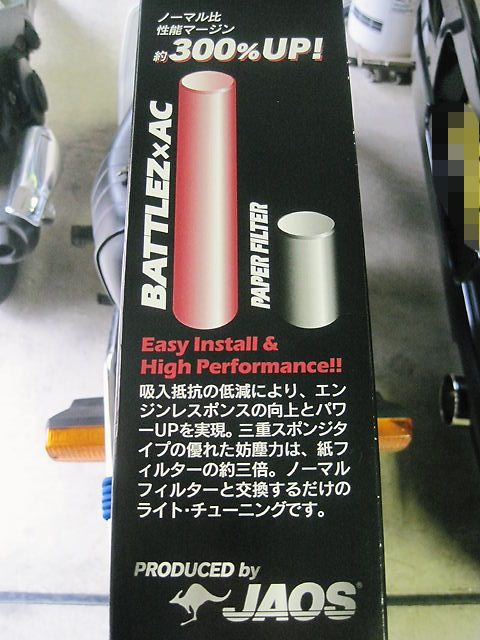 ノーマル比
性能マージン
約300%UP!
BATTLEZ×AC
PAPER FILTER
Easy Install &
High Performance!!
吸入抵抗の低減により、エン
ジンレスポンスの向上とパワ
ーUPを実現。三重スポンジタ
イプの優れた妨塵力は、紙フ
ィルターの約三倍。ノーマル
フィルターと交換するだけの
ライト・チューニングです。
PRODUCED by
JAOS®